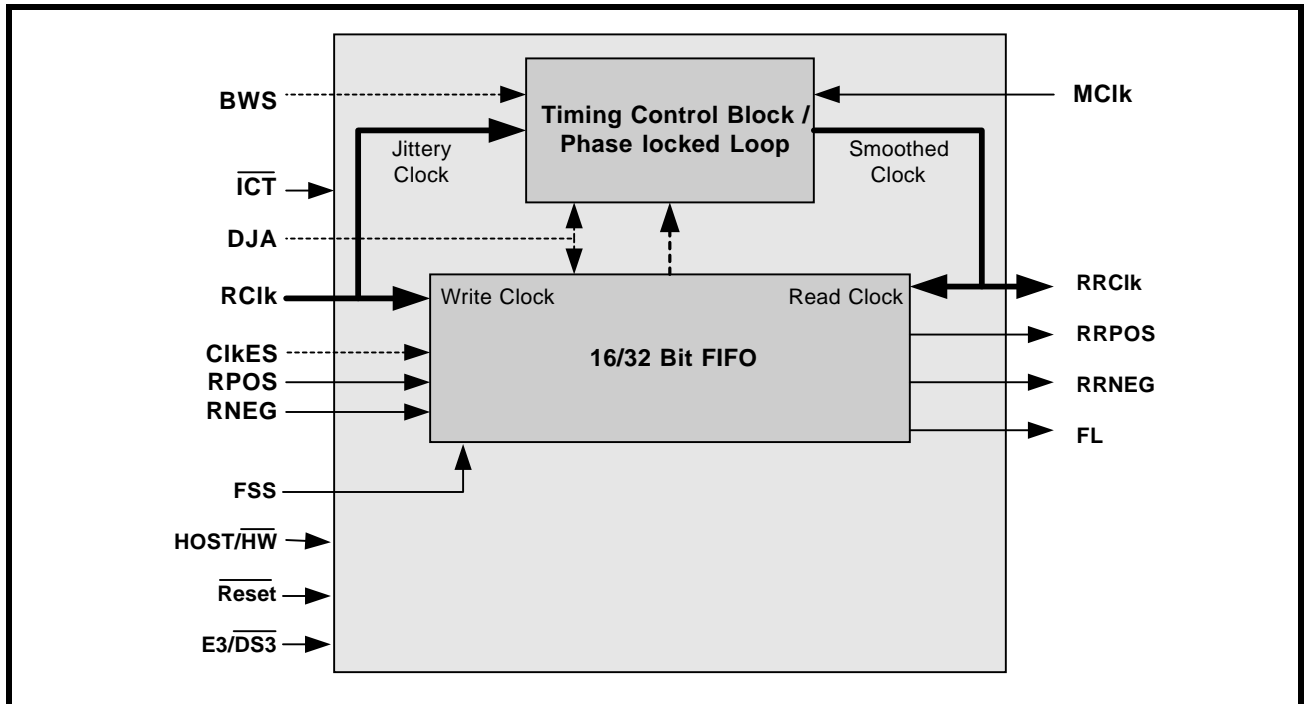 BWS
MClk
Timing Control Block /
Phase locked Loop
Jittery
Clock
Smoothed
Clock
ICT
DJA
RClk
Write Clock
Read Clock
RRClk
RRPOS
ClkES
16/32 Bit FIFO
RPOS
RRNEG
RNEG
FL
FSS
HOST/HW
Reset
E3/DS3